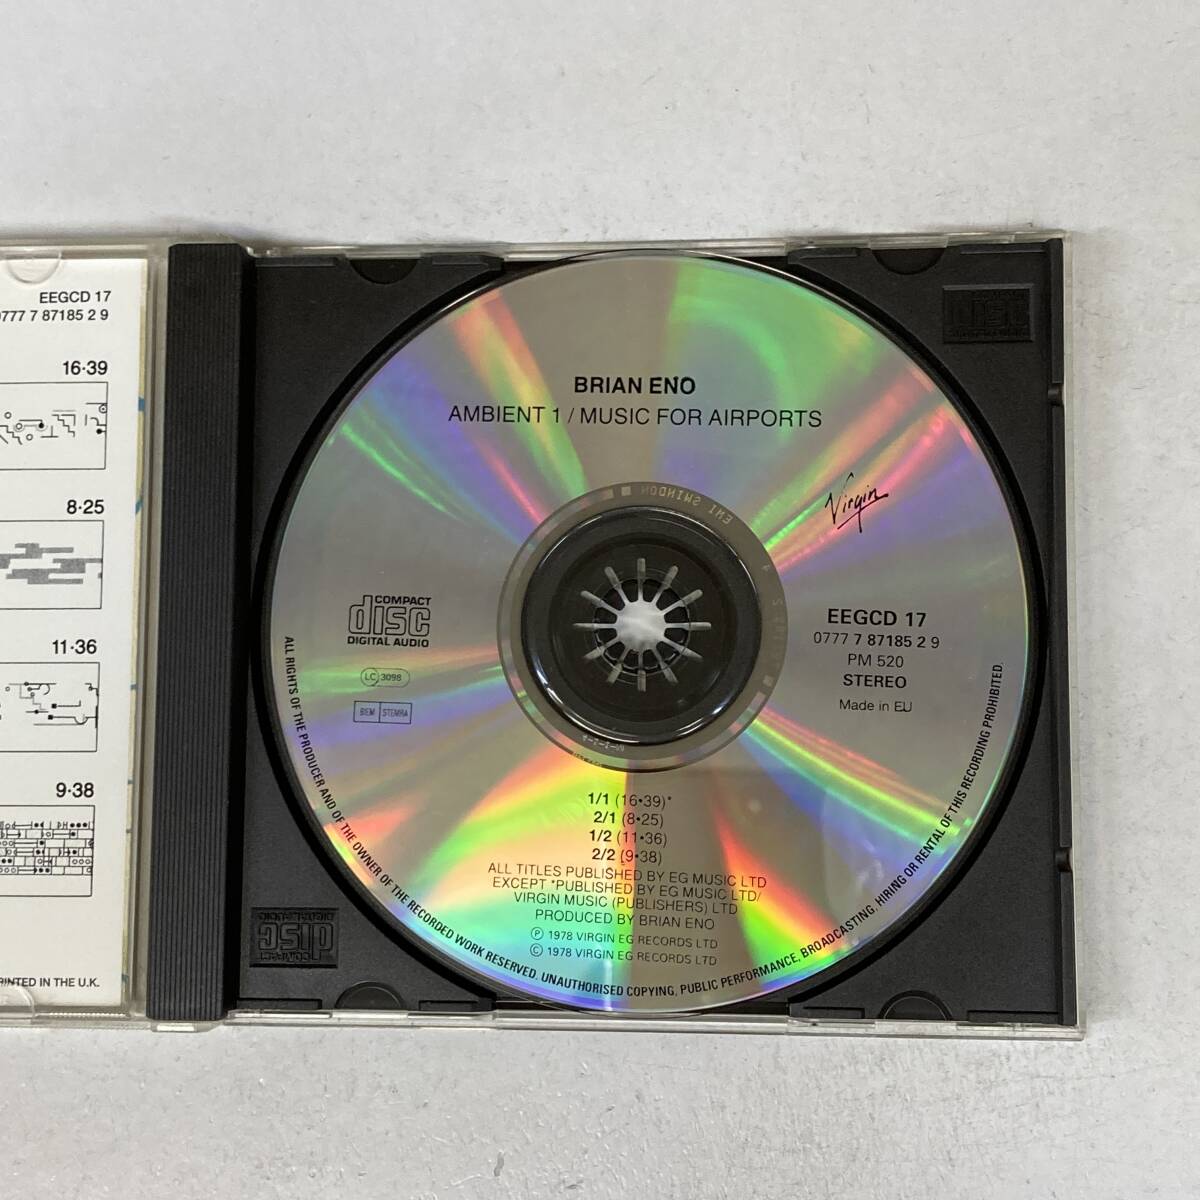 EEGCD 17
0777 7 87185 2 9
16·39
8·25
11·36
9·38
PRINTED IN THE U.K.
BRIAN ENO
AMBIENT 1 / MUSIC FOR AIRPORTS
Virgin
EMI SWINDON
COMPACT
disc
DIGITAL AUDIO
LC 3098
BIEM STEMRA
EEGCD 17
0777 7 87185 2 9
PM 520
STEREO
Made in EU
1/1 (16·39)*
2/1 (8·25)
1/2 (11·36)
2/2 (9·38)
ALL TITLES PUBLISHED BY EG MUSIC LTD
EXCEPT *PUBLISHED BY EG MUSIC LTD/
VIRGIN MUSIC (PUBLISHERS) LTD
PRODUCED BY BRIAN ENO
℗ 1978 VIRGIN EG RECORDS LTD
© 1978 VIRGIN EG RECORDS LTD
ALL RIGHTS OF THE PRODUCER AND OF THE OWNER OF THE RECORDED WORK RESERVED. UNAUTHORISED COPYING, PUBLIC PERFORMANCE, BROADCASTING, HIRING OR RENTAL OF THIS RECORDING PROHIBITED.
disc
COMPACT
disc
DIGITAL AUDIO